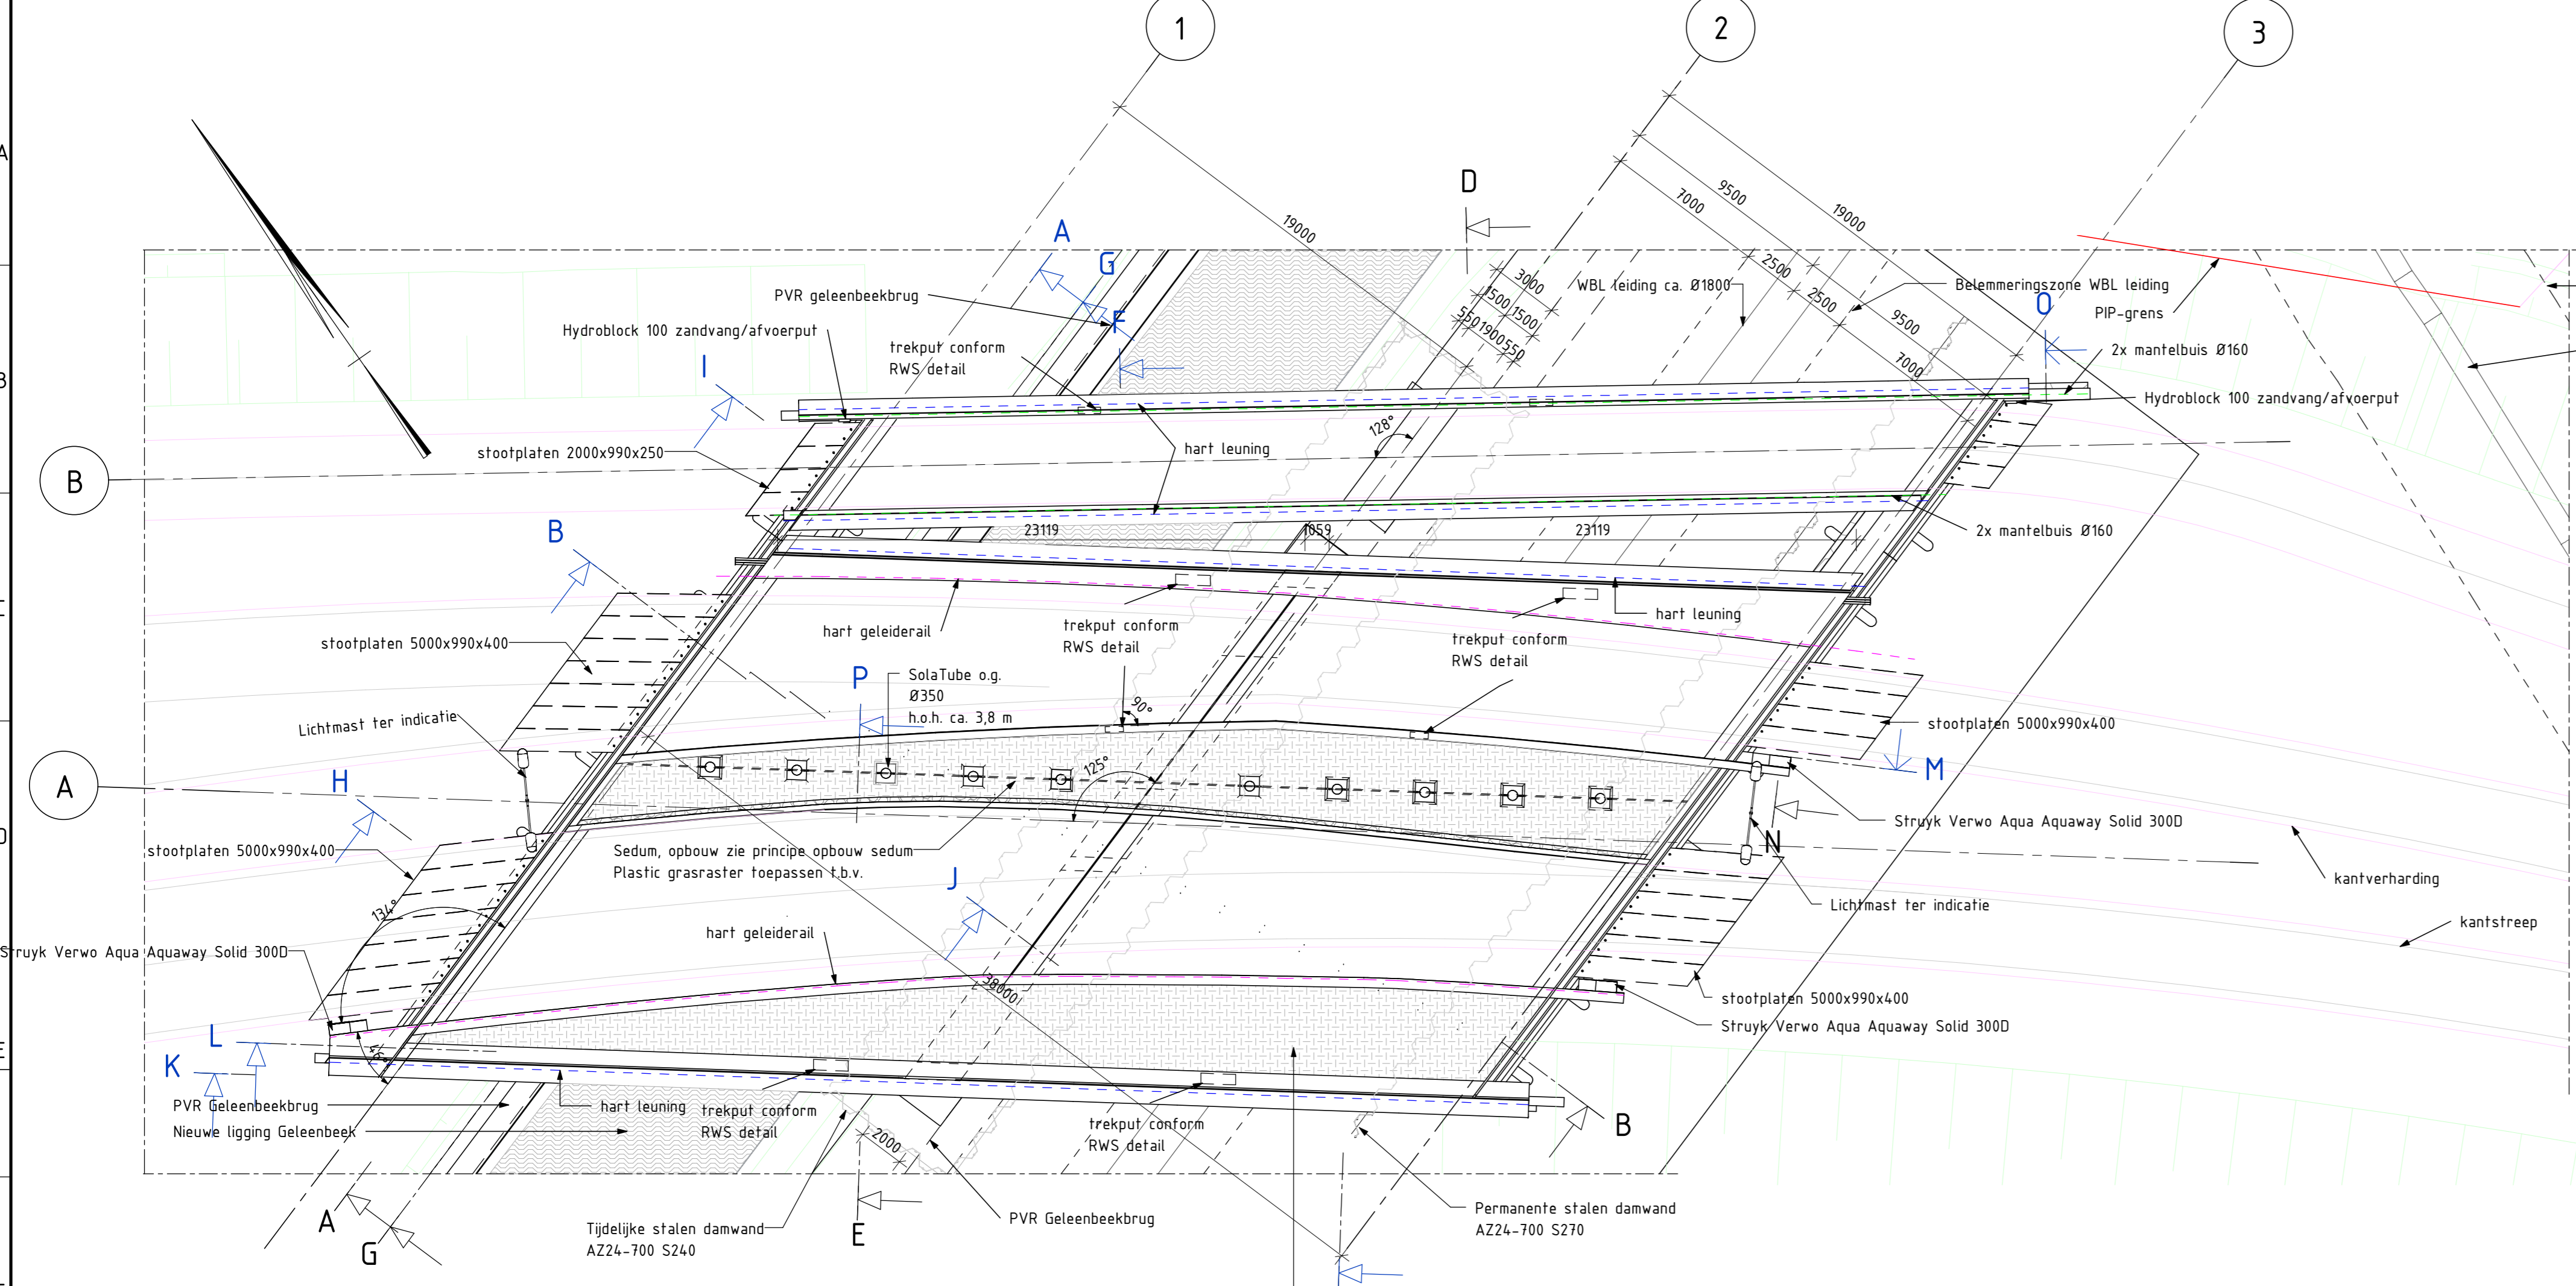 1
2
3
A
B
D
E
D
9500
7000
19000
19000
3000
2500
1500
1500
2500
550
1900
550
9500
7000
A
G
F
I
O
PVR geleenbeekbrug
WBL leiding ca. Ø1800
Belemmeringszone WBL leiding
PIP-grens
Hydroblock 100 zandvang/afvoerput
trekput conform
RWS detail
2x mantelbuis Ø160
Hydroblock 100 zandvang/afvoerput
stootplaten 2000x990x250
hart leuning
128°
B
B
23119
1059
23119
2x mantelbuis Ø160
stootplaten 5000x990x400
hart geleiderail
trekput conform
RWS detail
hart leuning
trekput conform
RWS detail
P
SolaTube o.g.
Ø350
h.o.h. ca. 3,8 m
90°
Lichtmast ter indicatie
stootplaten 5000x990x400
M
A
H
125°
Struyk Verwo Aqua Aquaway Solid 300D
N
stootplaten 5000x990x400
Sedum, opbouw zie principe opbouw sedum
Plastic grasraster toepassen t.b.v.
J
kantverharding
Lichtmast ter indicatie
134°
kantstreep
Struyk Verwo Aqua Aquaway Solid 300D
hart geleiderail
38000
stootplaten 5000x990x400
Struyk Verwo Aqua Aquaway Solid 300D
L
K
46°
PVR Geleenbeekbrug
Nieuwe ligging Geleenbeek
hart leuning
trekput conform
RWS detail
trekput conform
RWS detail
2000
B
A
G
Tijdelijke stalen damwand
AZ24-700 S240
E
PVR Geleenbeekbrug
Permanente stalen damwand
AZ24-700 S270